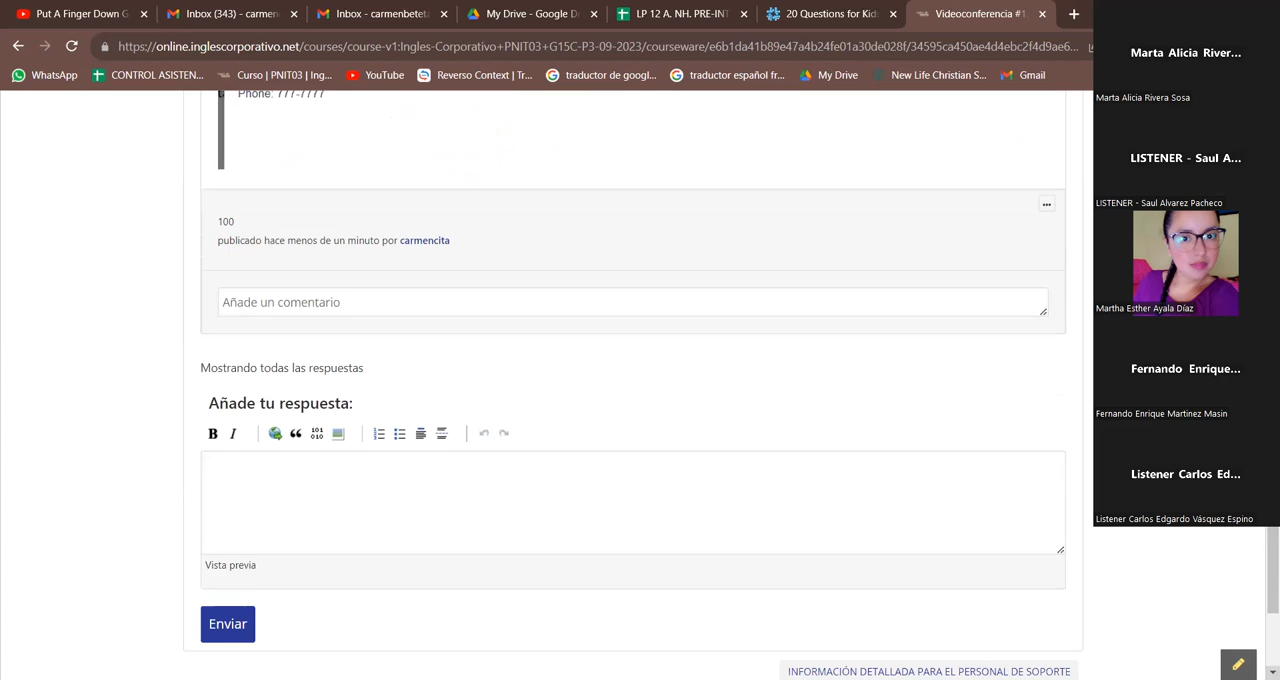 Put A Finger Down G
Inbox (343) - carmen
Inbox - carmenbeteta
My Drive - Google D
LP 12 A. NH. PRE-INT
20 Questions for Kid
Videoconferencia #1
https://online.inglescorporativo.net/courses/course-v1:Ingles-Corporativo+PNIT03+G15C-P3-09-2023/courseware/e6b1da41b89e47a4b24fe01a30de028f/34595ca450ae4d4ebc2f4d9ae6...
WhatsApp
CONTROL ASISTEN...
Curso | PNIT03 | Ing...
YouTube
Reverso Context | Tr...
traductor de googl...
traductor español fr...
My Drive
New Life Christian S...
Gmail
Phone: 777-7777
100
publicado hace menos de un minuto por carmencita
Añade un comentario
Mostrando todas las respuestas
Añade tu respuesta:
B I
101
010
Vista previa
Enviar
INFORMACIÓN DETALLADA PARA EL PERSONAL DE SOPORTE
Marta Alicia River...
Marta Alicia Rivera Sosa
LISTENER - Saul A...
LISTENER - Saul Alvarez Pacheco
Martha Esther Ayala Díaz
Fernando Enrique...
Fernando Enrique Martinez Masin
Listener Carlos Ed...
Listener Carlos Edgardo Vásquez Espino